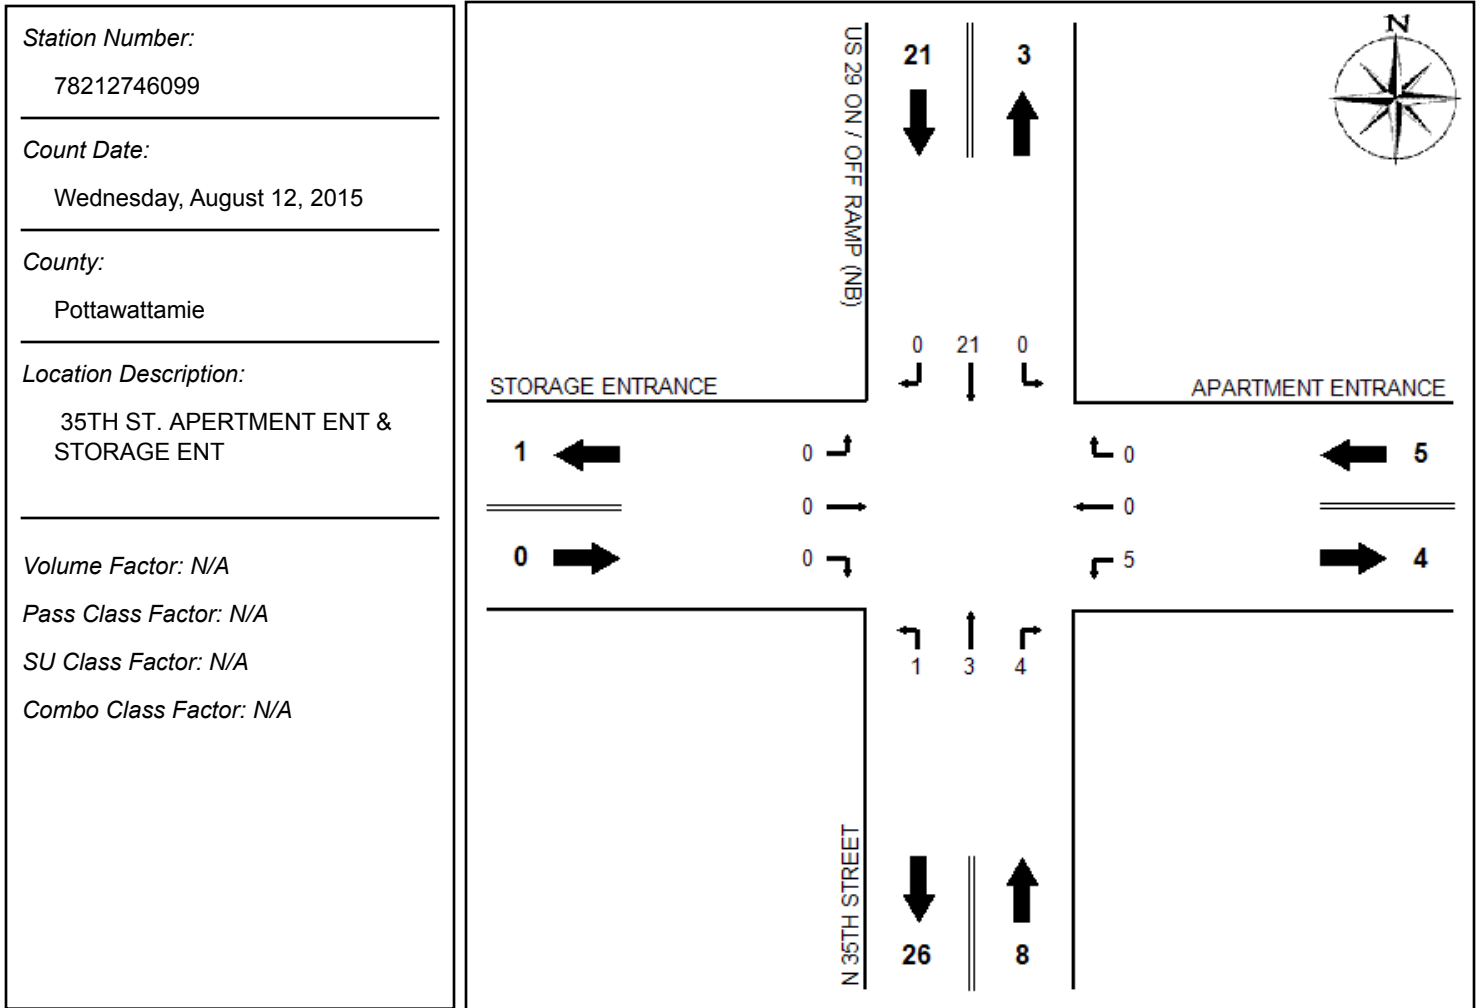 Station Number:
78212746099
Count Date:
Wednesday, August 12, 2015
County:
Pottawattamie
Location Description:
35TH ST. APERTMENT ENT &
STORAGE ENT
Volume Factor: N/A
Pass Class Factor: N/A
SU Class Factor: N/A
Combo Class Factor: N/A
N
US 29 ON / OFF RAMP (NB)
21 3
0 21 0
STORAGE ENTRANCE
APARTMENT ENTRANCE
1 0 0 5
0 0
0 0 5 4
1 3 4
N 35TH STREET
26 8